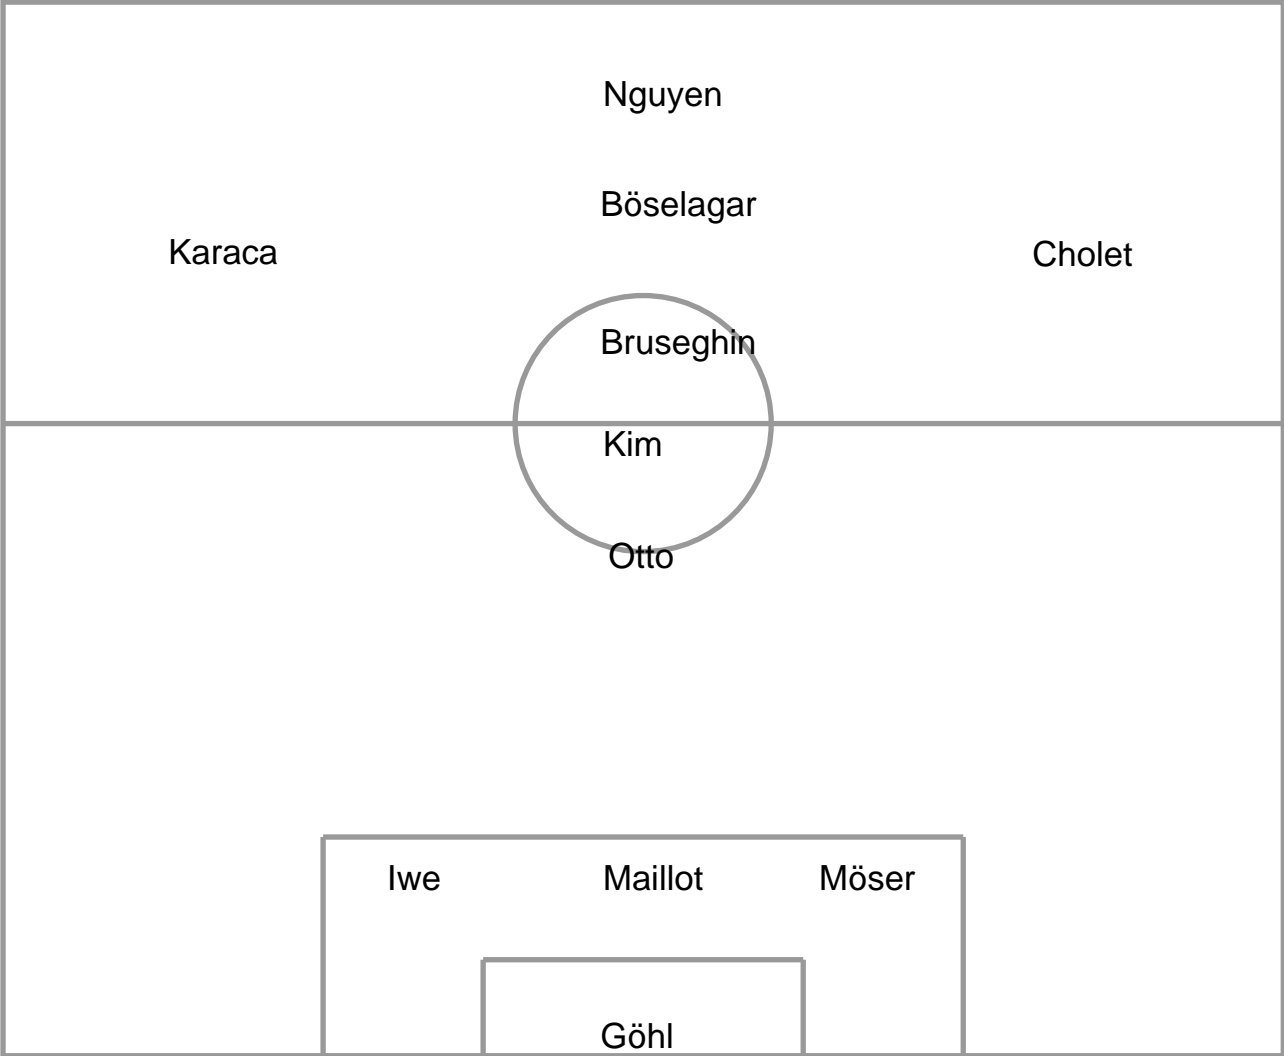 Nguyen
Böselagar
Karaca
Cholet
Bruseghin
Kim
Otto
Iwe Maillot Möser
Göhl